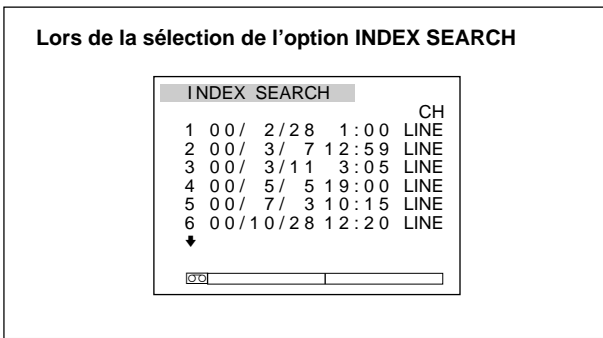 Lors de la sélection de l’option INDEX SEARCH
INDEX SEARCH
CH
1 00/ 2/28 1:00 LINE
2 00/ 3/ 7 12:59 LINE
3 00/ 3/11 3:05 LINE
4 00/ 5/ 5 19:00 LINE
5 00/ 7/ 3 10:15 LINE
6 00/10/28 12:20 LINE